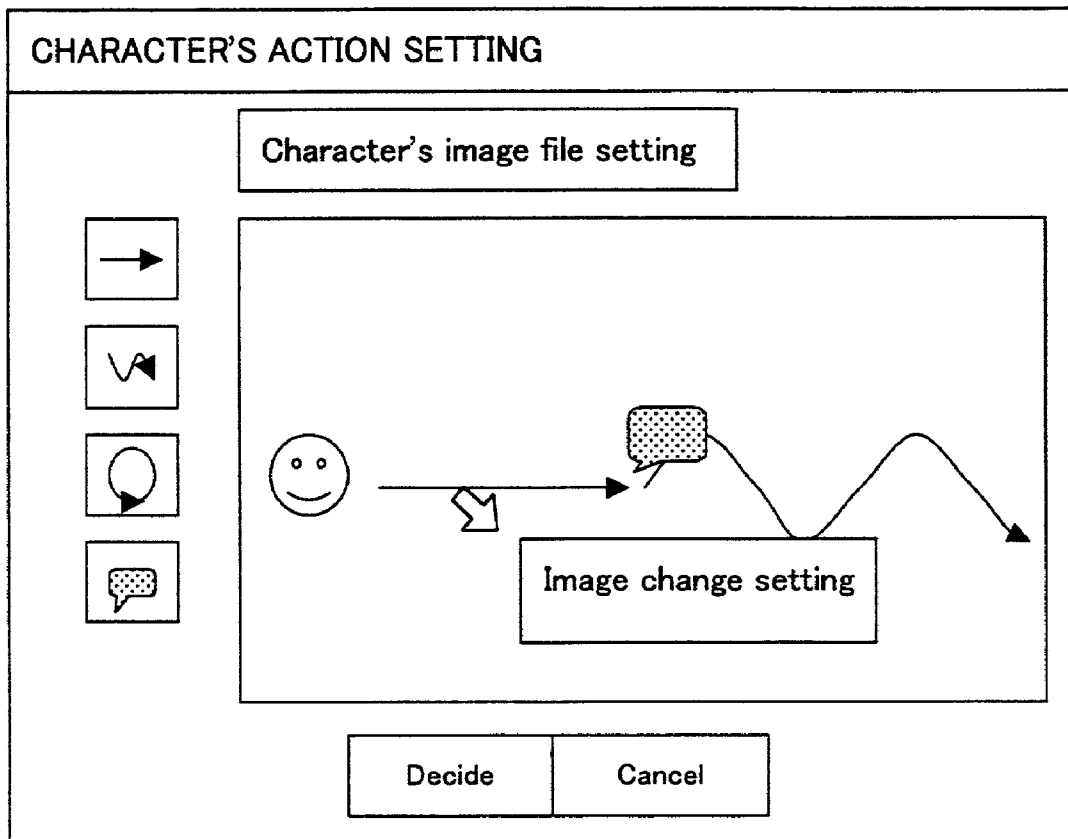 CHARACTER'S ACTION SETTING
Character's image file setting
Image change setting
Decide
Cancel